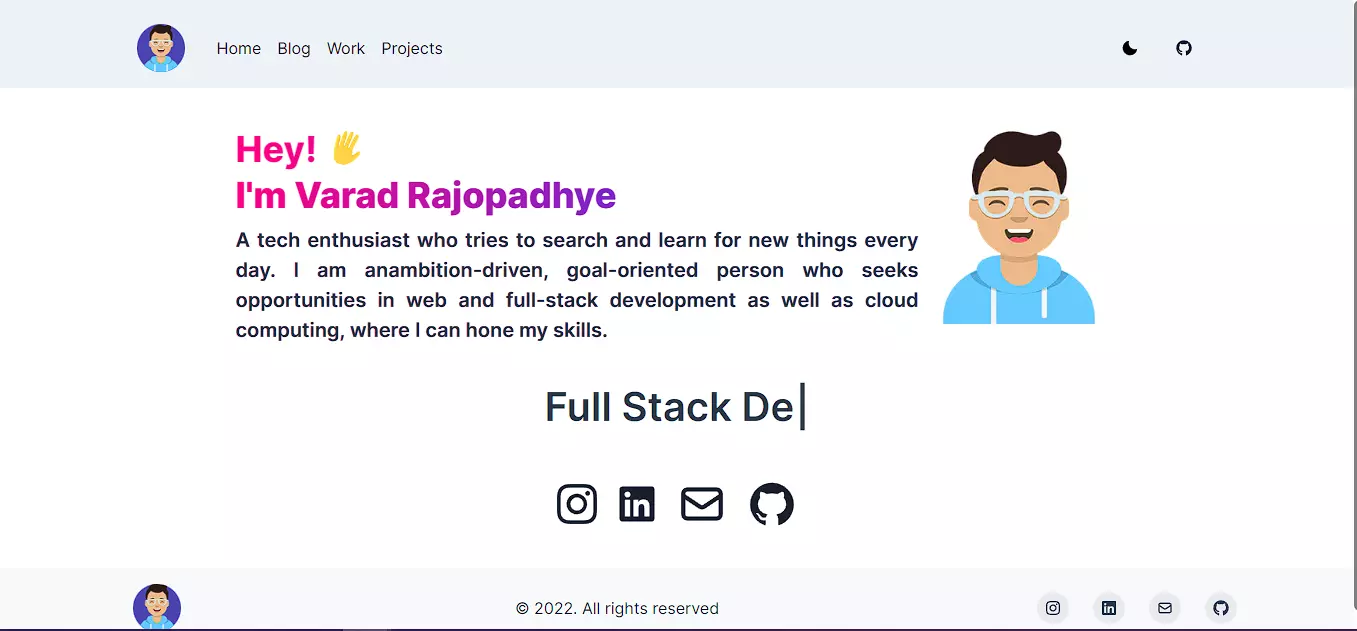 Home Blog Work Projects
Hey! 👋
I'm Varad Rajopadhye
A tech enthusiast who tries to search and learn for new things every
day. I am anambition-driven, goal-oriented person who seeks
opportunities in web and full-stack development as well as cloud
computing, where I can hone my skills.
Full Stack De
in
© 2022. All rights reserved
in